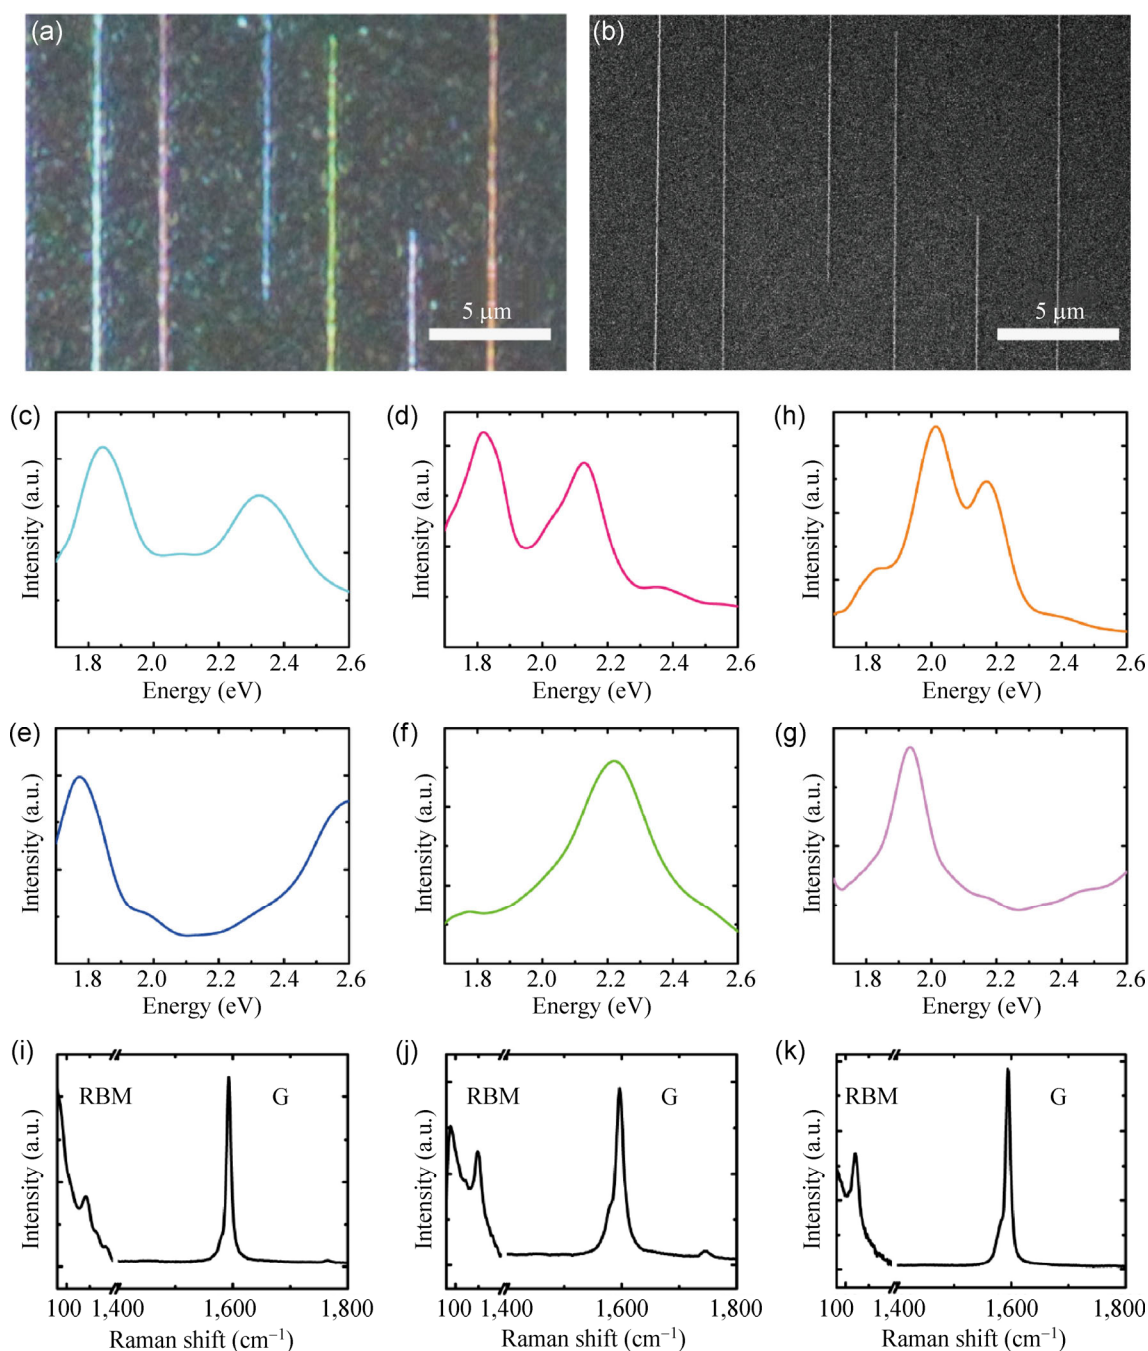 (a)
5 µm
(b)
5 µm
(c)
Intensity (a.u.)
1.8 2.0 2.2 2.4 2.6
Energy (eV)
(d)
Intensity (a.u.)
1.8 2.0 2.2 2.4 2.6
Energy (eV)
(h)
Intensity (a.u.)
1.8 2.0 2.2 2.4 2.6
Energy (eV)
(e)
Intensity (a.u.)
1.8 2.0 2.2 2.4 2.6
Energy (eV)
(f)
Intensity (a.u.)
1.8 2.0 2.2 2.4 2.6
Energy (eV)
(g)
Intensity (a.u.)
1.8 2.0 2.2 2.4 2.6
Energy (eV)
(i)
RBM G
Intensity (a.u.)
100 1,400 1,600 1,800
Raman shift (cm⁻¹)
(j)
RBM G
Intensity (a.u.)
100 1,400 1,600 1,800
Raman shift (cm⁻¹)
(k)
RBM G
Intensity (a.u.)
100 1,400 1,600 1,800
Raman shift (cm⁻¹)